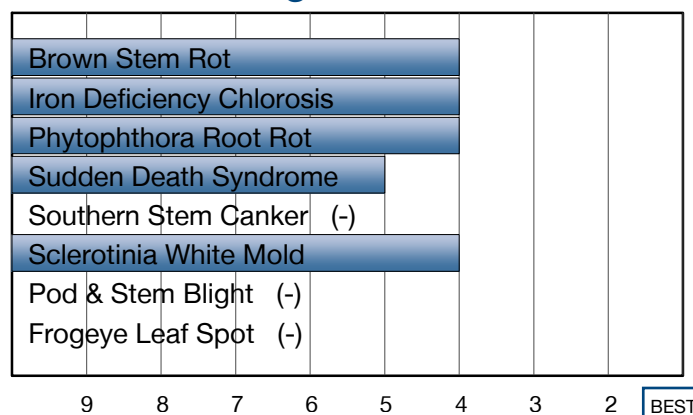 Brown Stem Rot
Iron Deficiency Chlorosis
Phytophthora Root Rot
Sudden Death Syndrome
Southern Stem Canker (-)
Sclerotinia White Mold
Pod & Stem Blight (-)
Frogeye Leaf Spot (-)
9 8 7 6 5 4 3 2 BEST